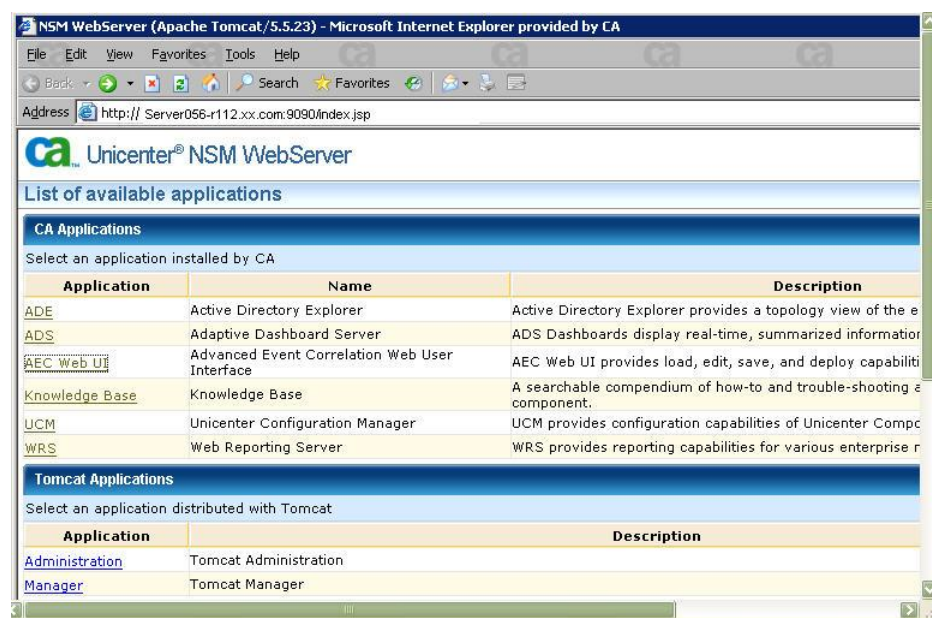 NSM WebServer (Apache Tomcat/5.5.23) - Microsoft Internet Explorer provided by CA
File Edit View Favorites Tools Help
Back Search Favorites
Address http:// Server056-r112.xx.com:9090/index.jsp
ca Unicenter® NSM WebServer
List of available applications
CA Applications
Select an application installed by CA
Application Name Description
ADE Active Directory Explorer Active Directory Explorer provides a topology view of the e
ADS Adaptive Dashboard Server ADS Dashboards display real-time, summarized information
AEC Web UI Advanced Event Correlation Web User Interface AEC Web UI provides load, edit, save, and deploy capabiliti
Knowledge Base Knowledge Base A searchable compendium of how-to and trouble-shooting a
component.
UCM Unicenter Configuration Manager UCM provides configuration capabilities of Unicenter Compo
WRS Web Reporting Server WRS provides reporting capabilities for various enterprise r
Tomcat Applications
Select an application distributed with Tomcat
Application Description
Administration Tomcat Administration
Manager Tomcat Manager